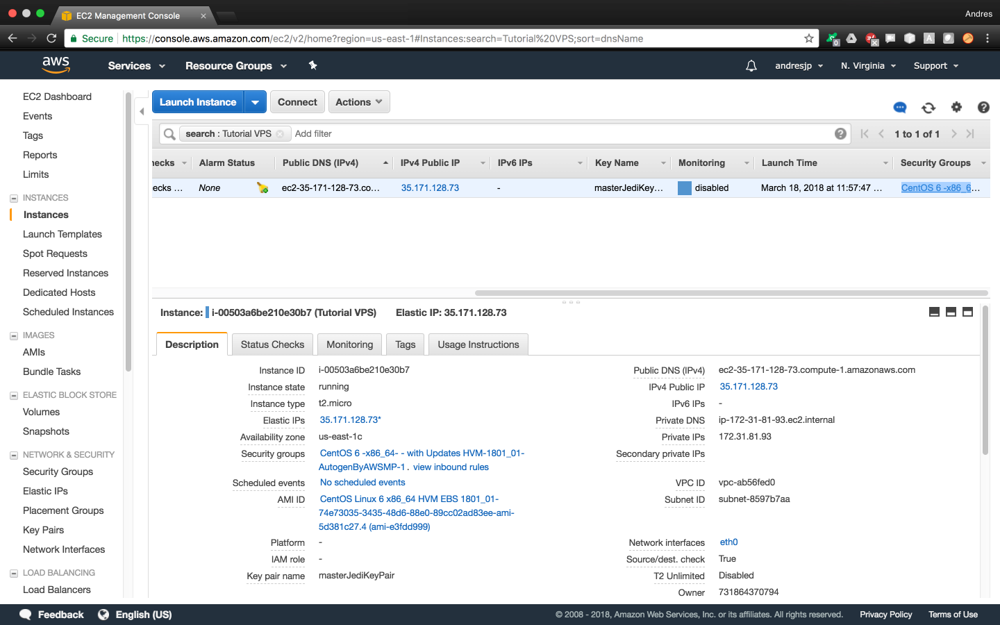 EC2 Management Console
Andres
Secure https://console.aws.amazon.com/ec2/v2/home?region=us-east-1#Instances:search=Tutorial%20VPS;sort=dnsName
0
A
aws
Services
Resource Groups
andresjp
N. Virginia
Support
EC2 Dashboard
Events
Tags
Reports
Limits
INSTANCES
Instances
Launch Templates
Spot Requests
Reserved Instances
Dedicated Hosts
Scheduled Instances
IMAGES
AMIs
Bundle Tasks
ELASTIC BLOCK STORE
Volumes
Snapshots
NETWORK & SECURITY
Security Groups
Elastic IPs
Placement Groups
Key Pairs
Network Interfaces
LOAD BALANCING
Load Balancers
Launch Instance
Connect
Actions
search : Tutorial VPS
Add filter
1 to 1 of 1
hecks Alarm Status Public DNS (IPv4) IPv4 Public IP IPv6 IPs Key Name Monitoring Launch Time Security Groups
ecks ... None ec2-35-171-128-73.co... 35.171.128.73 - masterJediKey... disabled March 18, 2018 at 11:57:47 ... CentOS 6 -x86_6...
Instance: i-00503a6be210e30b7 (Tutorial VPS) Elastic IP: 35.171.128.73
Description
Status Checks
Monitoring
Tags
Usage Instructions
Instance ID i-00503a6be210e30b7
Instance state running
Instance type t2.micro
Elastic IPs 35.171.128.73*
Availability zone us-east-1c
Security groups CentOS 6 -x86_64- - with Updates HVM-1801_01-
AutogenByAWSMP-1. view inbound rules
Scheduled events No scheduled events
AMI ID CentOS Linux 6 x86_64 HVM EBS 1801_01-
74e73035-3435-48d6-88e0-89cc02ad83ee-ami-
5d381c27.4 (ami-e3fdd999)
Platform -
IAM role -
Key pair name masterJediKeyPair
Public DNS (IPv4) ec2-35-171-128-73.compute-1.amazonaws.com
IPv4 Public IP 35.171.128.73
IPv6 IPs -
Private DNS ip-172-31-81-93.ec2.internal
Private IPs 172.31.81.93
Secondary private IPs
VPC ID vpc-ab56fed0
Subnet ID subnet-8597b7aa
Network interfaces eth0
Source/dest. check True
T2 Unlimited Disabled
Owner 731864370794
Feedback
English (US)
© 2008 - 2018, Amazon Web Services, Inc. or its affiliates. All rights reserved.
Privacy Policy
Terms of Use